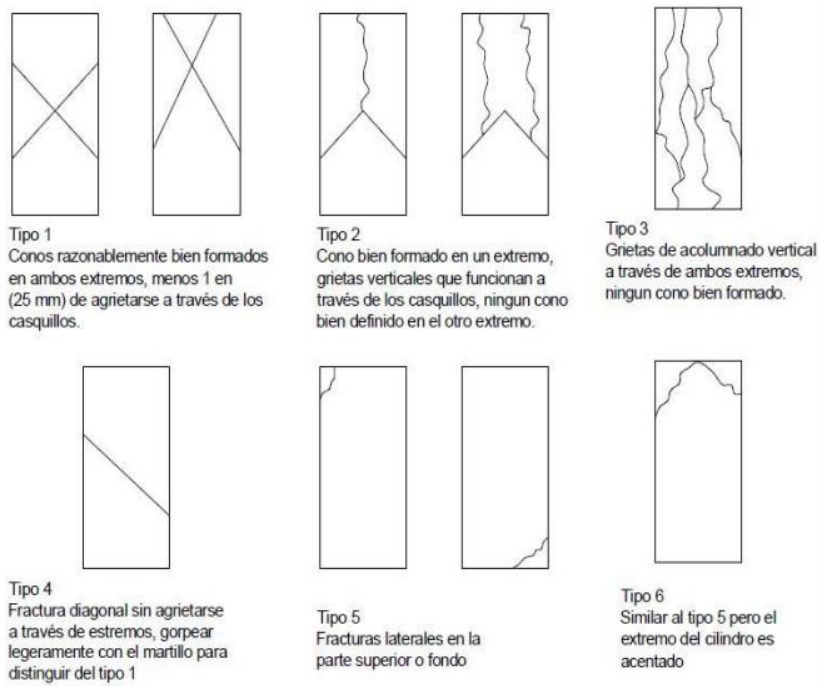 Tipo 1
Conos razonablemente bien formados
en ambos extremos, menos 1 en
(25 mm) de agrietarse a través de los
casquillos.
Tipo 2
Cono bien formado en un extremo,
grietas verticales que funcionan a
través de los casquillos, ningun cono
bien definido en el otro extremo.
Tipo 3
Grietas de acolumnado vertical
a través de ambos extremos,
ningun cono bien formado.
Tipo 4
Fractura diagonal sin agrietarse
a través de estremos, gorpear
legeramente con el martillo para
distinguir del tipo 1
Tipo 5
Fracturas laterales en la
parte superior o fondo
Tipo 6
Similar al tipo 5 pero el
extremo del cilindro es
acentado